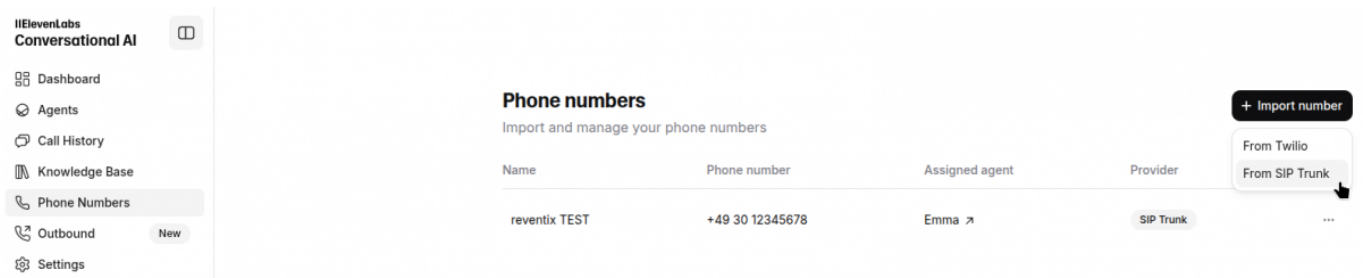 IIElevenLabs
Conversational AI
Dashboard
Agents
Call History
Knowledge Base
Phone Numbers
Outbound New
Settings
Phone numbers
Import and manage your phone numbers
+ Import number
From Twilio
From SIP Trunk
Name Phone number Assigned agent Provider
reventix TEST +49 30 12345678 Emma ↗ SIP Trunk ...